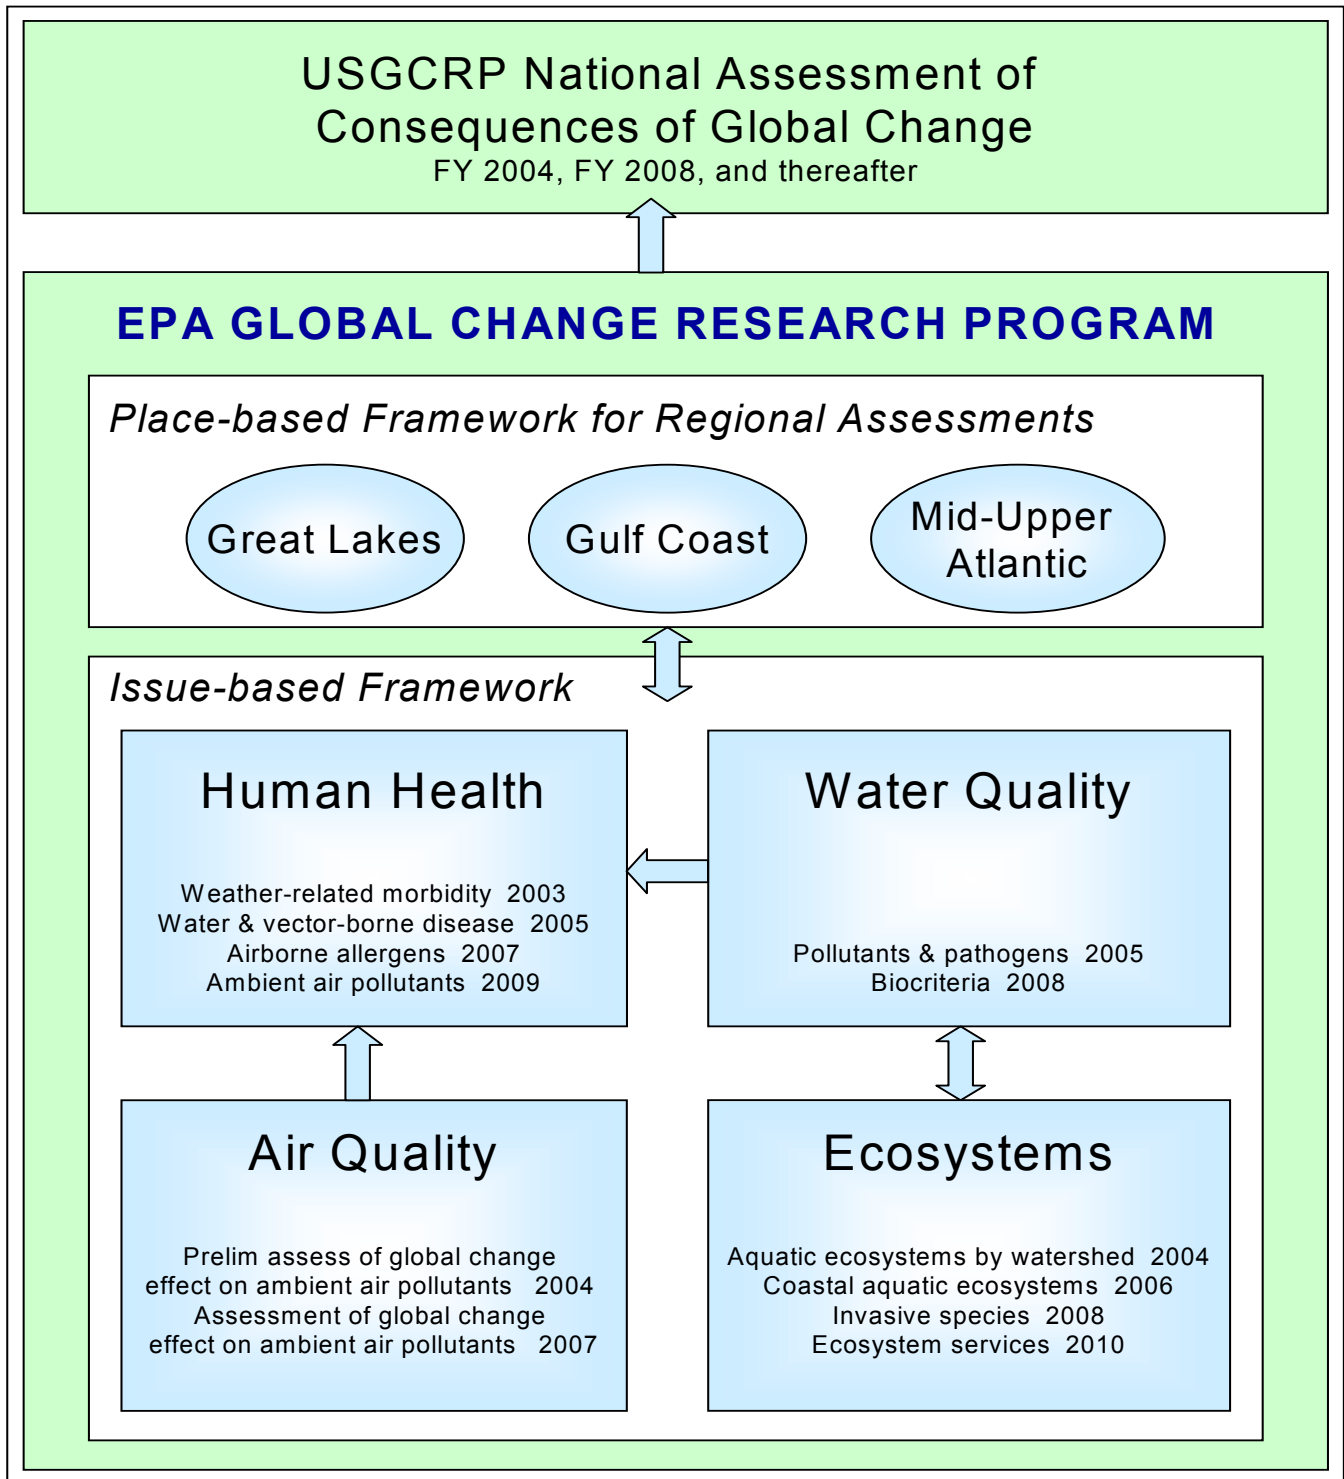 USGCRP National Assessment of
Consequences of Global Change
FY 2004, FY 2008, and thereafter
EPA GLOBAL CHANGE RESEARCH PROGRAM
Place-based Framework for Regional Assessments
Great Lakes
Gulf Coast
Mid-Upper
Atlantic
Issue-based Framework
Human Health
Weather-related morbidity 2003
Water & vector-borne disease 2005
Airborne allergens 2007
Ambient air pollutants 2009
Water Quality
Pollutants & pathogens 2005
Biocriteria 2008
Air Quality
Prelim assess of global change
effect on ambient air pollutants 2004
Assessment of global change
effect on ambient air pollutants 2007
Ecosystems
Aquatic ecosystems by watershed 2004
Coastal aquatic ecosystems 2006
Invasive species 2008
Ecosystem services 2010